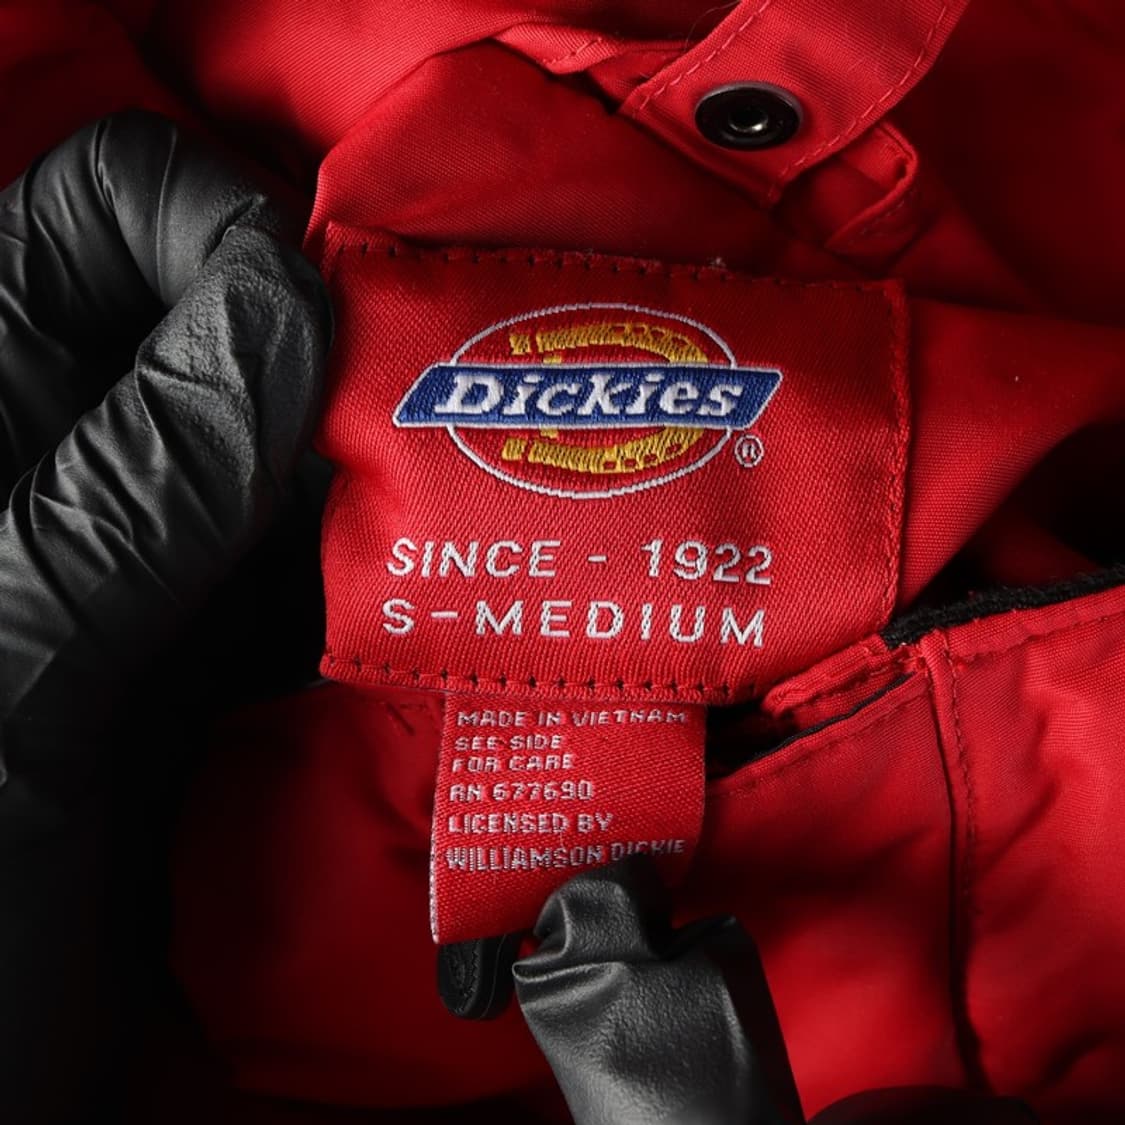 Dickies®
SINCE - 1922
S-MEDIUM
MADE IN VIETNAM
SEE SIDE
FOR CARE
RN 677690
LICENSED BY
WILLIAMSON DICKIE